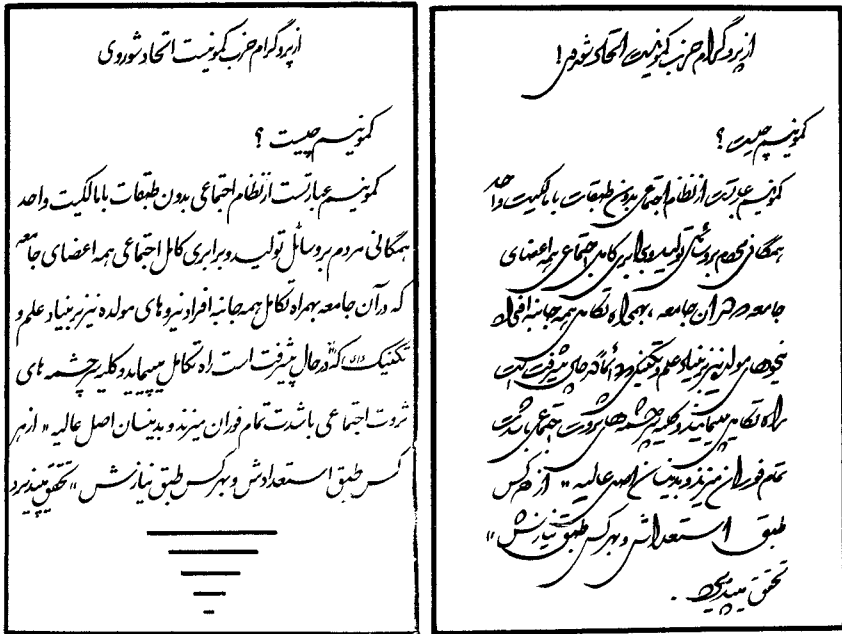 از پروگرام حزب کمونیست اتحاد شوروی!
کمونیسم چیست؟
کمونیسم عبارتست از نظام اجتماعی بدون طبقات با مالکیت واحد
همگانی مردم بر وسائل تولید و برابری کامل اجتماعی همه اعضای
جامعه که در آن جامعه، بهمراه تکامل همه جانبه افراد
نیروهای مولده نیز بر بنیاد علم و تکنیک که دائماً در حال پیشرفت است
راه تکامل میپیماید و کلیه سرچشمه های ثروت اجتماعی با شدت
تمام فوران میزند و بدینسان اصل عالیه «از هر کس
طبق استعدادش و بهر کس طبق نیازش»
تحقق میپذیرد.
از پروگرام حزب کمونیست اتحاد شوروی
کمونیسم چیست؟
کمونیسم عبارتست از نظام اجتماعی بدون طبقات با مالکیت واحد
همگانی مردم بر وسائل تولید و برابری کامل اجتماعی همه اعضای جامعه
که در آن جامعه بهمراه تکامل همه جانبه افراد نیروهای مولده نیز بر بنیاد علم و
تکنیک که در حال پیشرفت است راه تکامل میپیماید و کلیه سرچشمه های
ثروت اجتماعی با شدت تمام فوران میزند و بدینسان اصل عالیه «از هر
کس طبق استعدادش و بهر کس طبق نیازش» تحقق میپذیرد